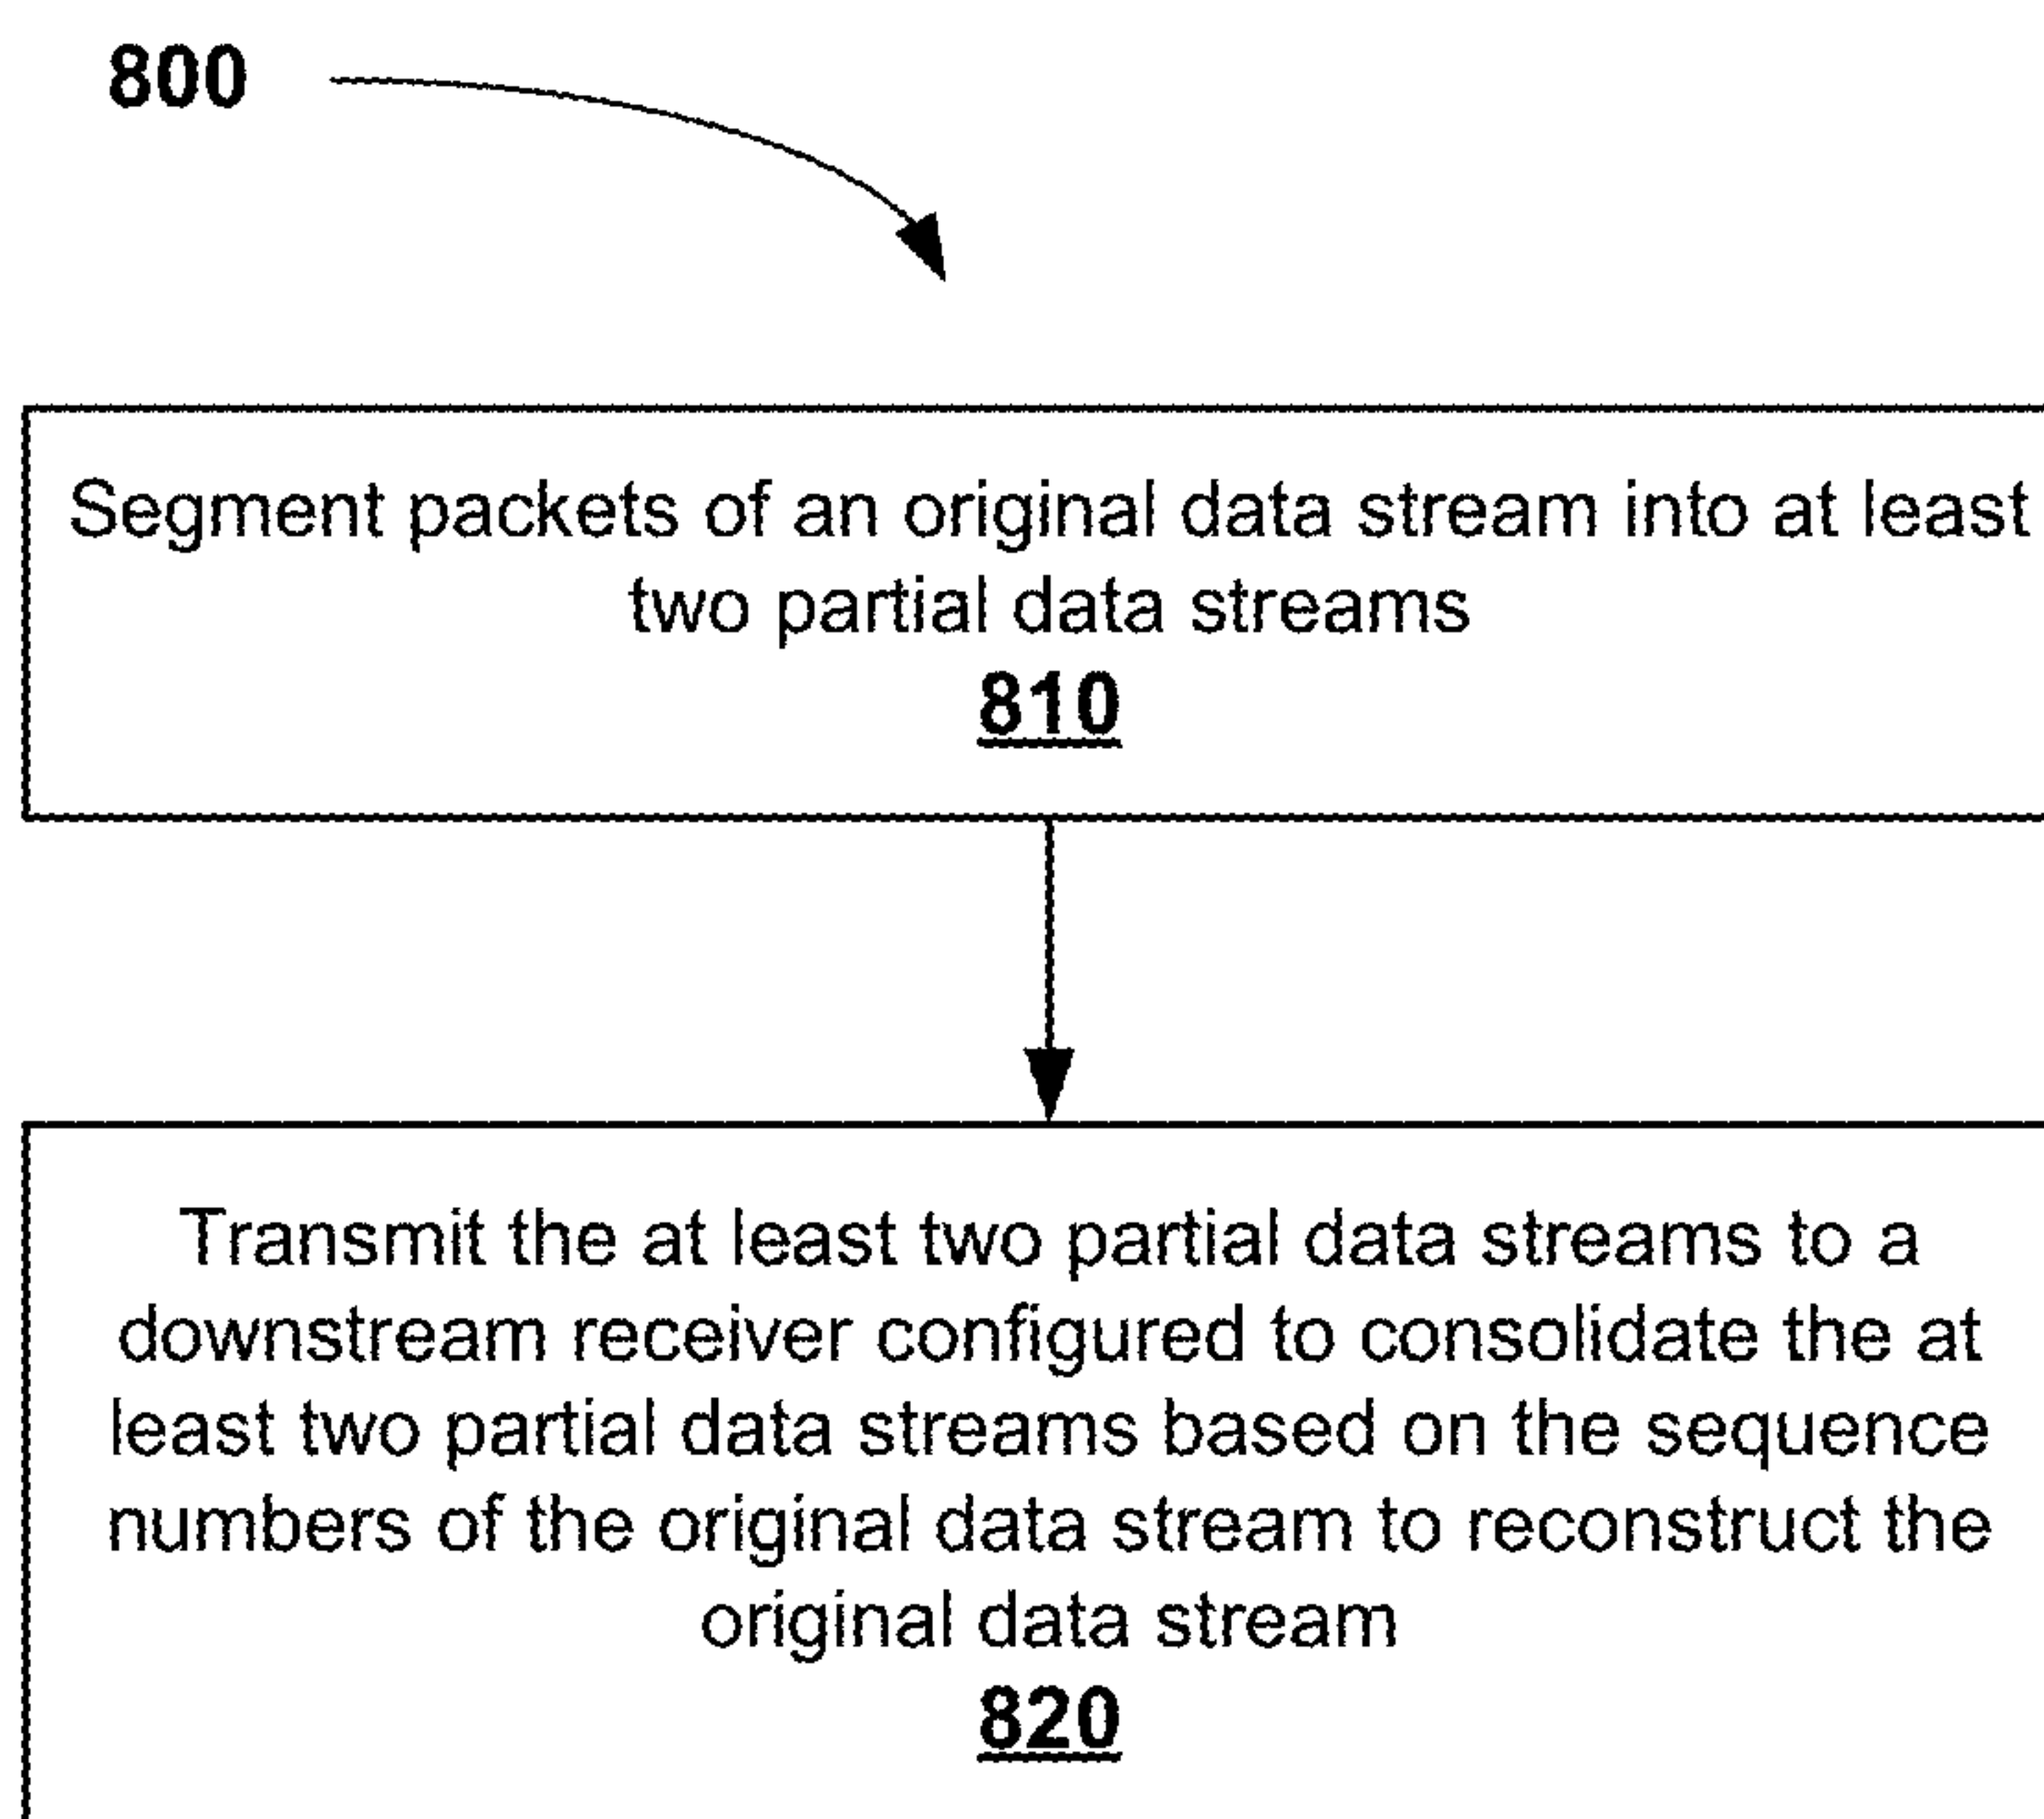 800
Segment packets of an original data stream into at least
two partial data streams
810
Transmit the at least two partial data streams to a
downstream receiver configured to consolidate the at
least two partial data streams based on the sequence
numbers of the original data stream to reconstruct the
original data stream
820